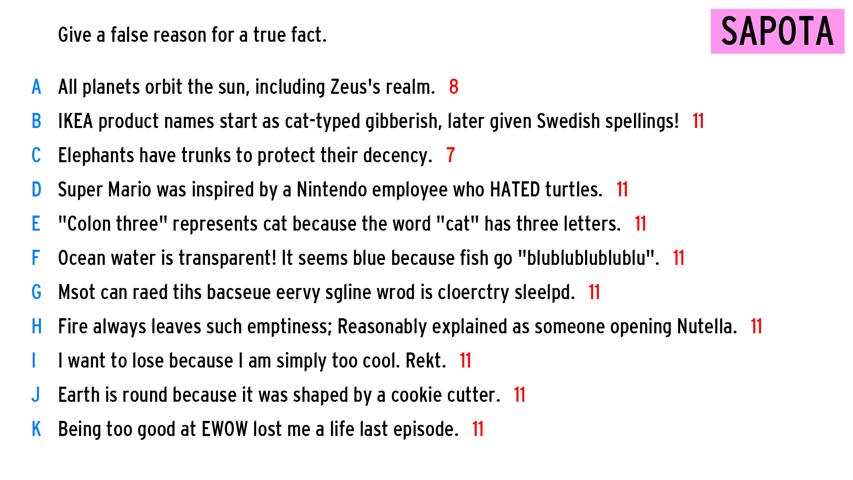 Give a false reason for a true fact.
SAPOTA
A All planets orbit the sun, including Zeus's realm. 8
B IKEA product names start as cat-typed gibberish, later given Swedish spellings! 11
C Elephants have trunks to protect their decency. 7
D Super Mario was inspired by a Nintendo employee who HATED turtles. 11
E "Colon three" represents cat because the word "cat" has three letters. 11
F Ocean water is transparent! It seems blue because fish go "blublublublublu". 11
G Msot can raed tihs bacseue eervy sgline wrod is cloerctry sleelpd. 11
H Fire always leaves such emptiness; Reasonably explained as someone opening Nutella. 11
I I want to lose because I am simply too cool. Rekt. 11
J Earth is round because it was shaped by a cookie cutter. 11
K Being too good at EWOW lost me a life last episode. 11